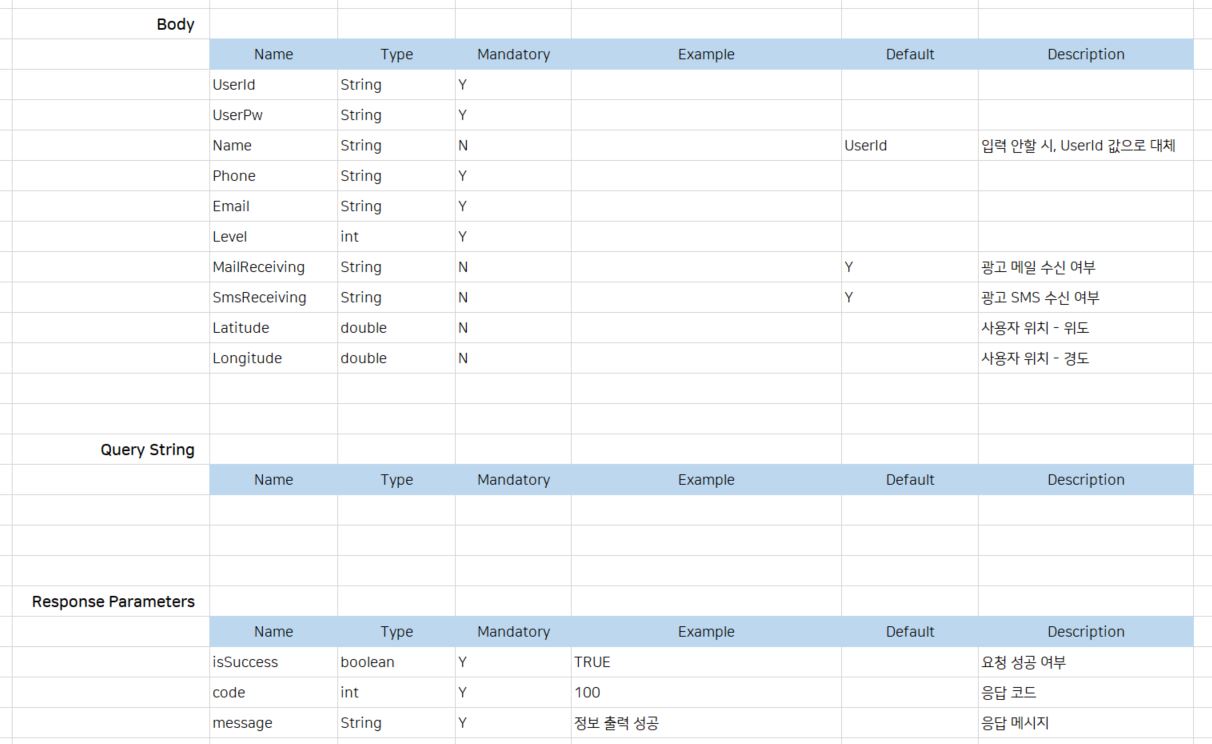 Body
Name Type Mandatory Example Default Description
UserId String Y
UserPw String Y
Name String N UserId 입력 안할 시, UserId 값으로 대체
Phone String Y
Email String Y
Level int Y
MailReceiving String N Y 광고 메일 수신 여부
SmsReceiving String N Y 광고 SMS 수신 여부
Latitude double N 사용자 위치 - 위도
Longitude double N 사용자 위치 - 경도
Query String
Name Type Mandatory Example Default Description
Response Parameters
Name Type Mandatory Example Default Description
isSuccess boolean Y TRUE 요청 성공 여부
code int Y 100 응답 코드
message String Y 정보 출력 성공 응답 메시지